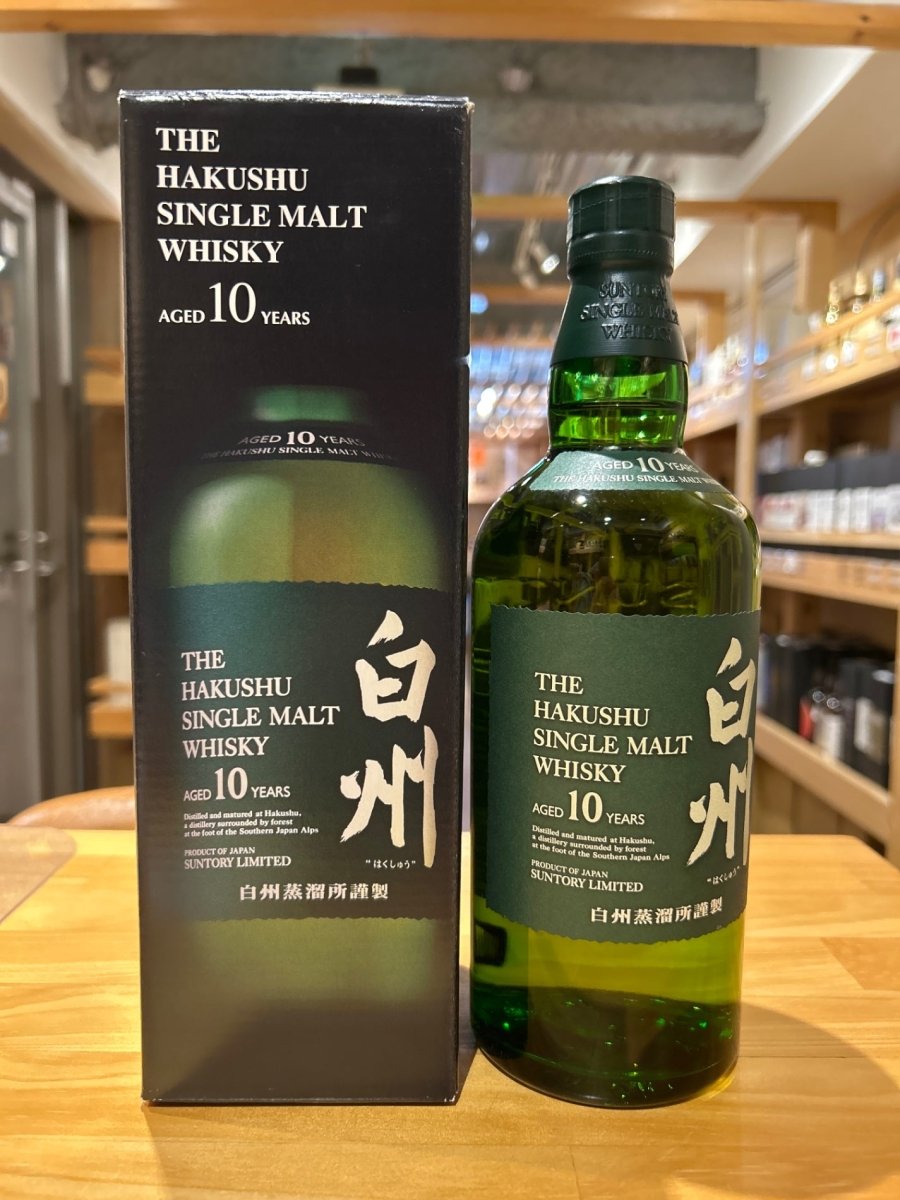 THE
HAKUSHU
SINGLE MALT
WHISKY
AGED 10 YEARS
AGED 10 YEARS
THE HAKUSHU SINGLE MALT
THE
HAKUSHU
SINGLE MALT
WHISKY
AGED 10 YEARS
Distilled and matured at Hakushu,
a distillery surrounded by forest
at the foot of the Southern Japan Alps
PRODUCT OF JAPAN
SUNTORY LIMITED
白州
"はくしゅう"
白州蒸溜所謹製
SUNTORY
SINGLE MALT
WHISKY
AGED 10 YEARS
THE HAKUSHU SINGLE MALT
THE
HAKUSHU
SINGLE MALT
WHISKY
AGED 10 YEARS
Distilled and matured at Hakushu,
a distillery surrounded by forest
at the foot of the Southern Japan Alps
PRODUCT OF JAPAN
SUNTORY LIMITED
白州
"はくしゅう"
白州蒸溜所謹製